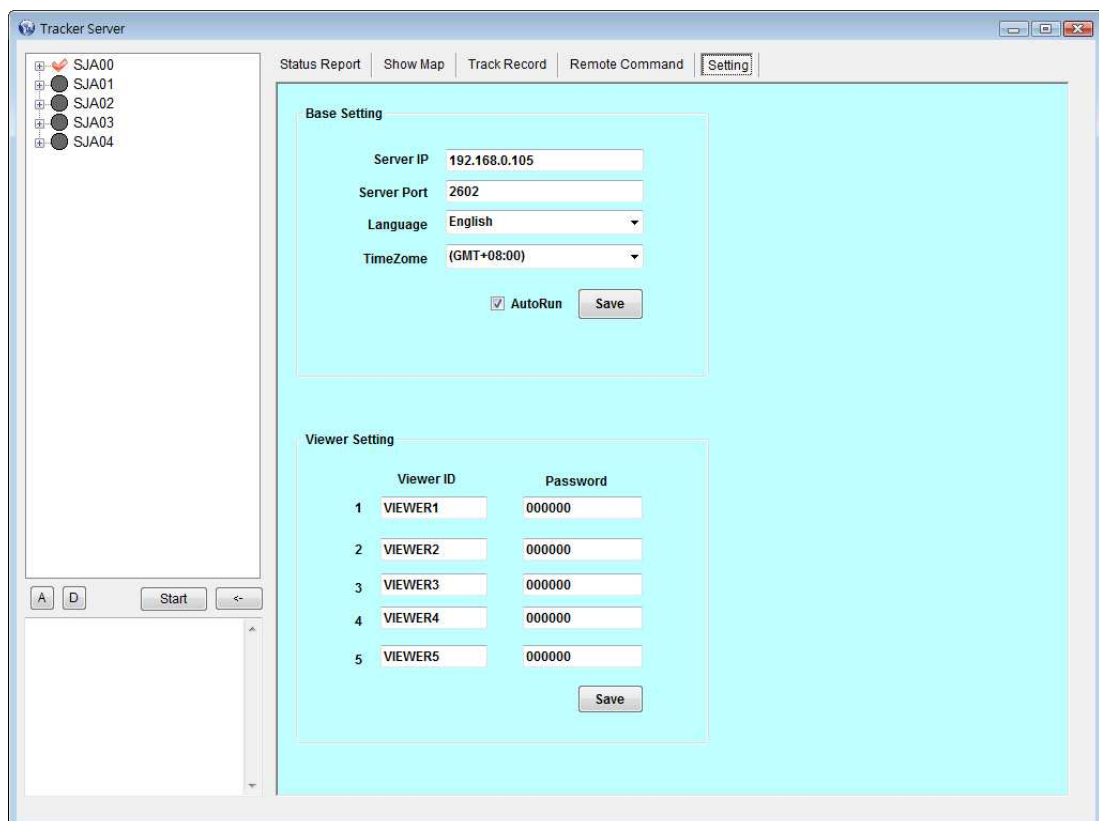 Tracker Server
SJA00
SJA01
SJA02
SJA03
SJA04
A D Start <-
Status Report Show Map Track Record Remote Command Setting
Base Setting
Server IP 192.168.0.105
Server Port 2602
Language English
TimeZome (GMT+08:00)
AutoRun Save
Viewer Setting
Viewer ID Password
1 VIEWER1 000000
2 VIEWER2 000000
3 VIEWER3 000000
4 VIEWER4 000000
5 VIEWER5 000000
Save